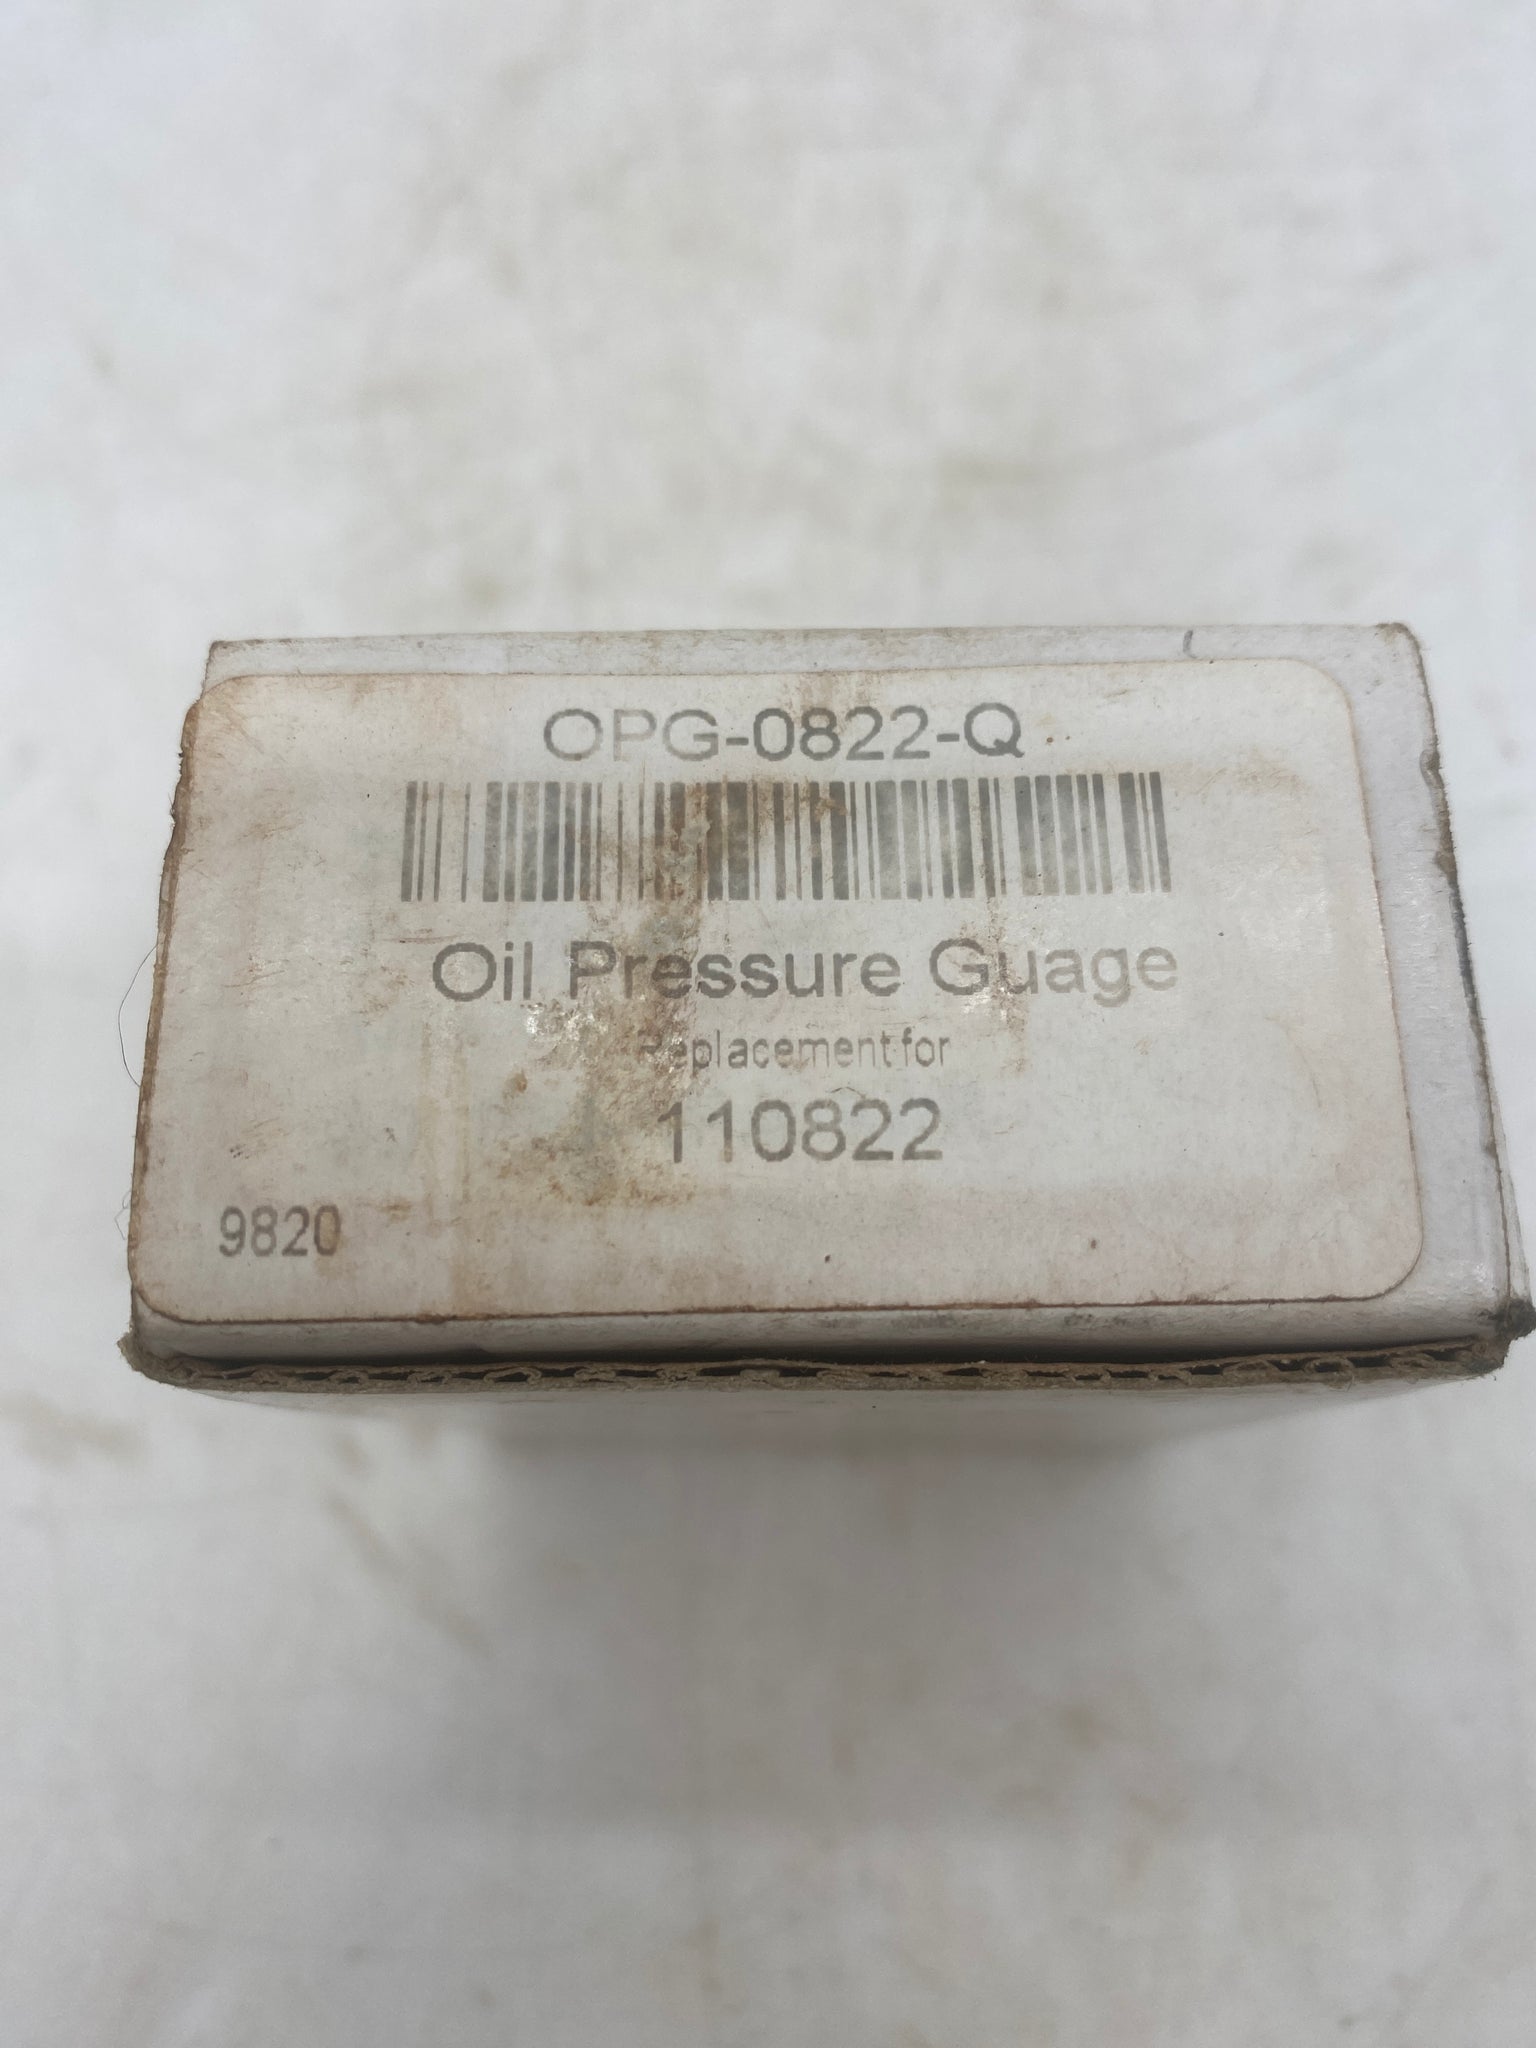 OPG-0822-Q
Oil Pressure Guage
Replacement for
110822
9820